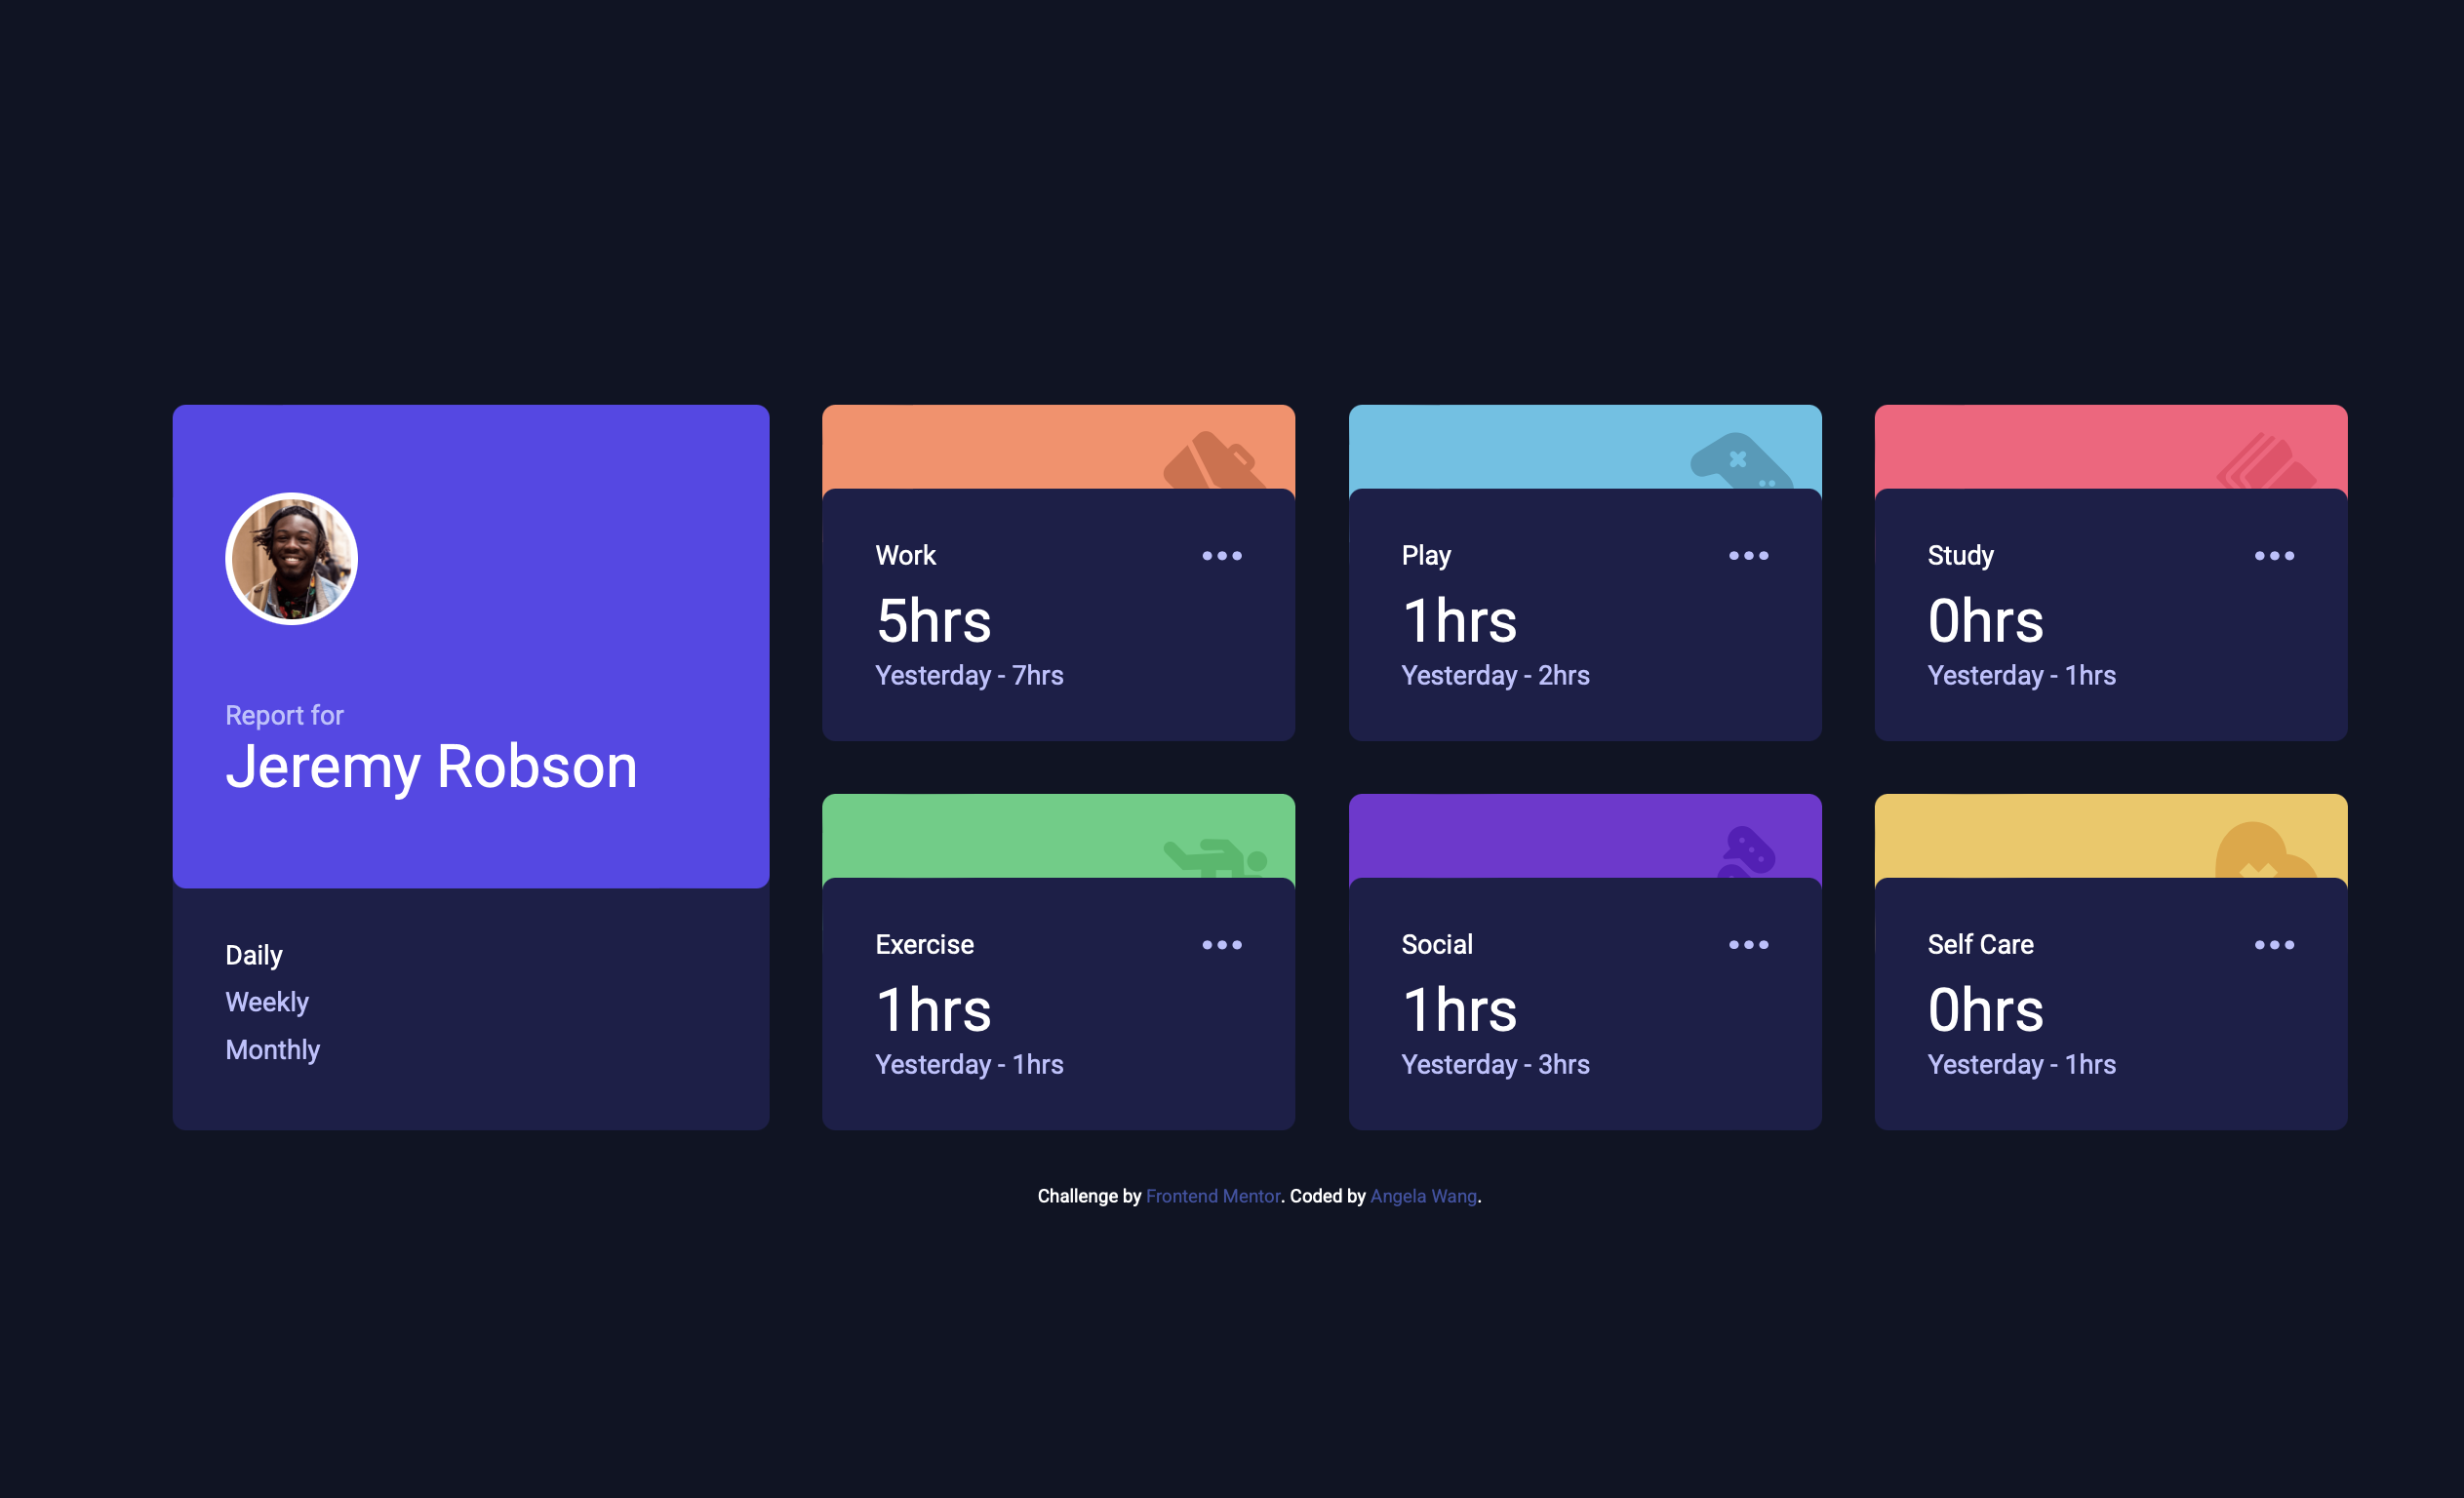 Report for
Jeremy Robson
Daily
Weekly
Monthly
Work
5hrs
Yesterday - 7hrs
Play
1hrs
Yesterday - 2hrs
Study
0hrs
Yesterday - 1hrs
Exercise
1hrs
Yesterday - 1hrs
Social
1hrs
Yesterday - 3hrs
Self Care
0hrs
Yesterday - 1hrs
Challenge by Frontend Mentor. Coded by Angela Wang.